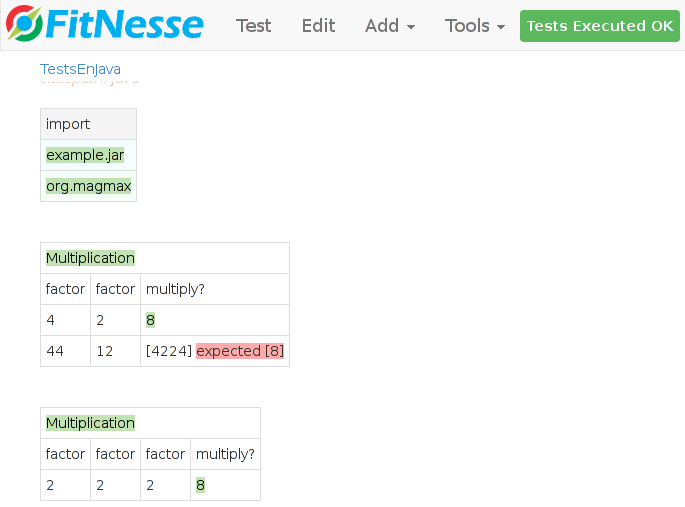 FitNesse Test Edit Add Tools Tests Executed OK
TestsEnJava
import
example.jar
org.magmax
Multiplication
factor factor multiply?
4 2 8
44 12 [4224] expected [8]
Multiplication
factor factor factor multiply?
2 2 2 8